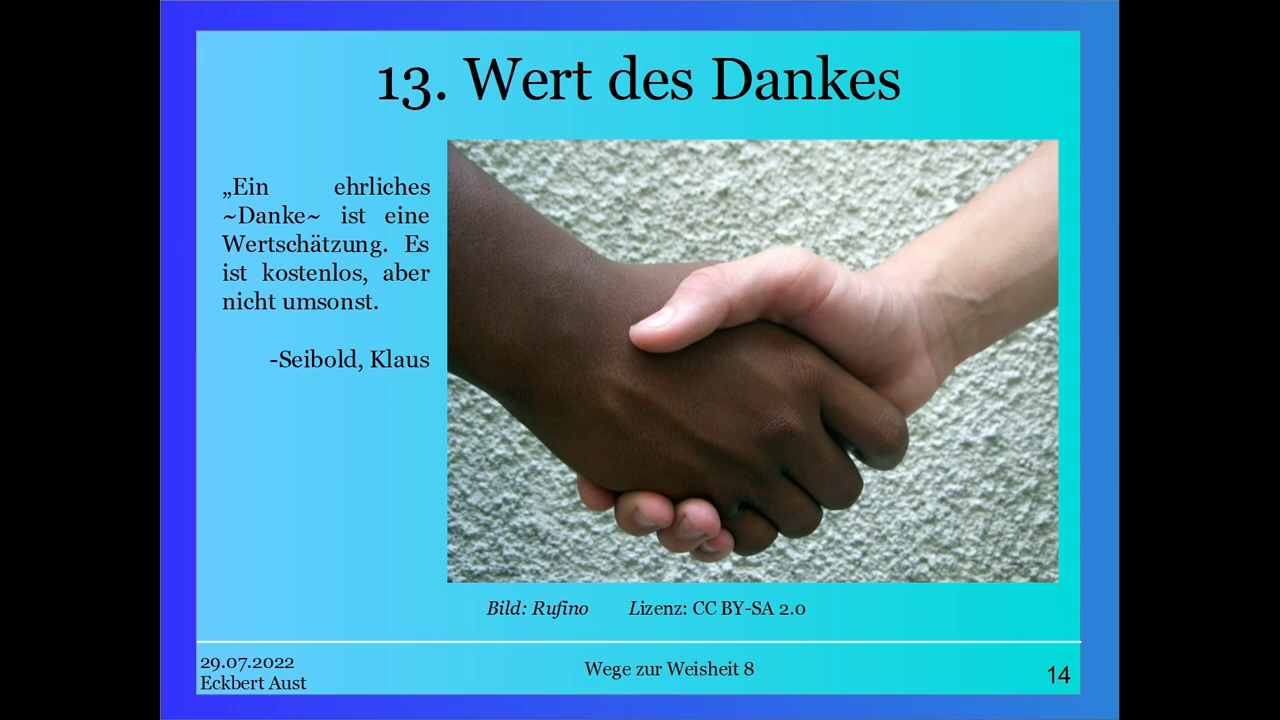 13. Wert des Dankes
„Ein ehrliches
~Danke~ ist eine
Wertschätzung. Es
ist kostenlos, aber
nicht umsonst.
-Seibold, Klaus
Bild: Rufino Lizenz: CC BY-SA 2.0
29.07.2022
Eckbert Aust
Wege zur Weisheit 8
14